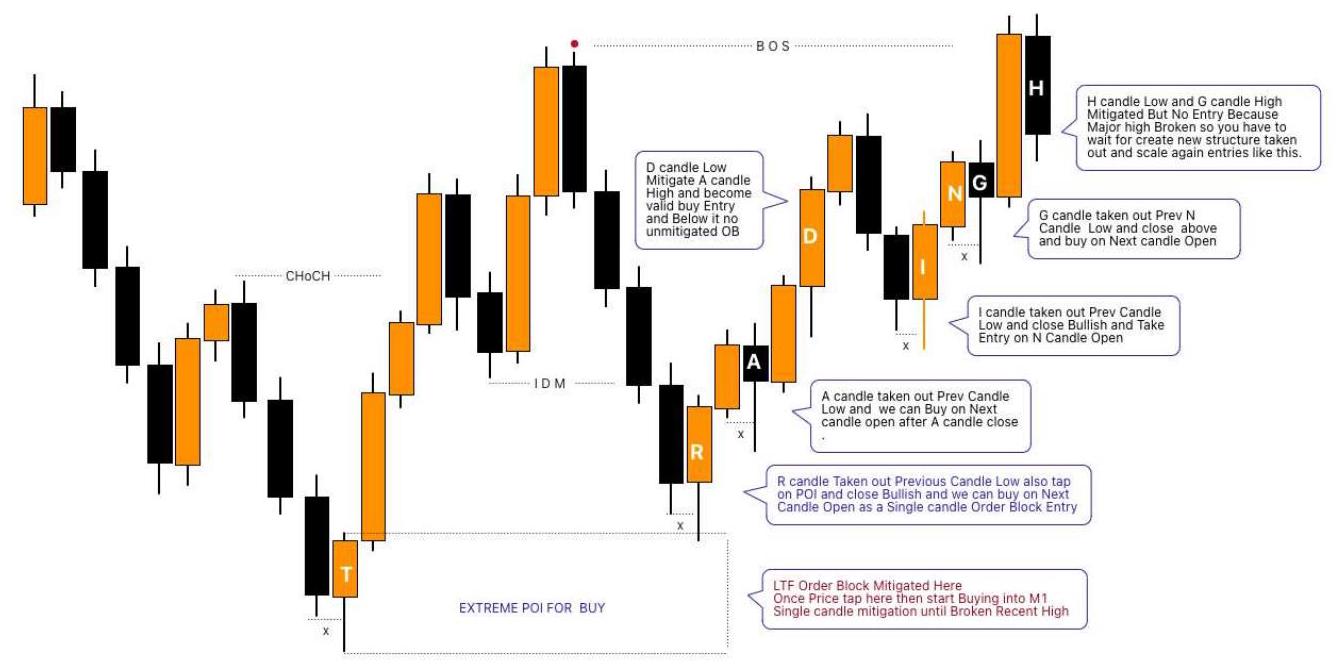 BOS
H
H candle Low and G candle High
Mitigated But No Entry Because
Major high Broken so you have to
wait for create new structure taken
out and scale again entries like this.
D candle Low
Mitigate A candle
High and become
valid buy Entry
and Below it no
unmitigated OB
N
G
D
G candle taken out Prev N
Candle Low and close above
and buy on Next candle Open
x
I
CHoCH
I candle taken out Prev Candle
Low and close Bullish and Take
Entry on N Candle Open
x
A
IDM
A candle taken out Prev Candle
Low and we can Buy on Next
candle open after A candle close
.
x
R
R candle Taken out Previous Candle Low also tap
on POI and close Bullish and we can buy on Next
Candle Open as a Single candle Order Block Entry
x
T
EXTREME POI FOR BUY
LTF Order Block Mitigated Here
Once Price tap here then start Buying into M1
Single candle mitigation until Broken Recent High
x